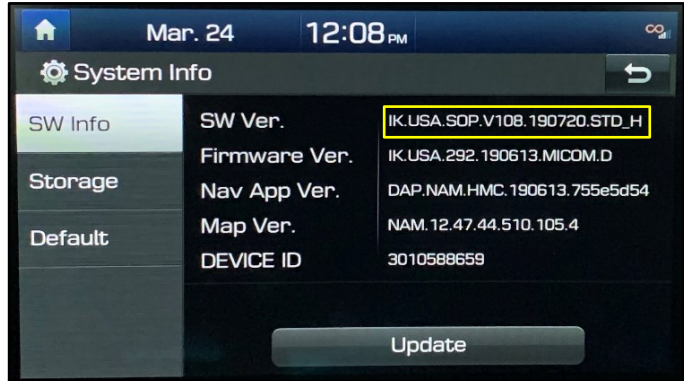 Mar. 24 12:08 PM
System Info
SW Info
SW Ver. IK.USA.SOP.V108.190720.STD_H
Firmware Ver. IK.USA.292.190613.MICOM.D
Storage
Nav App Ver. DAP.NAM.HMC.190613.755e5d54
Map Ver. NAM.12.47.44.510.105.4
Default
DEVICE ID 3010588659
Update